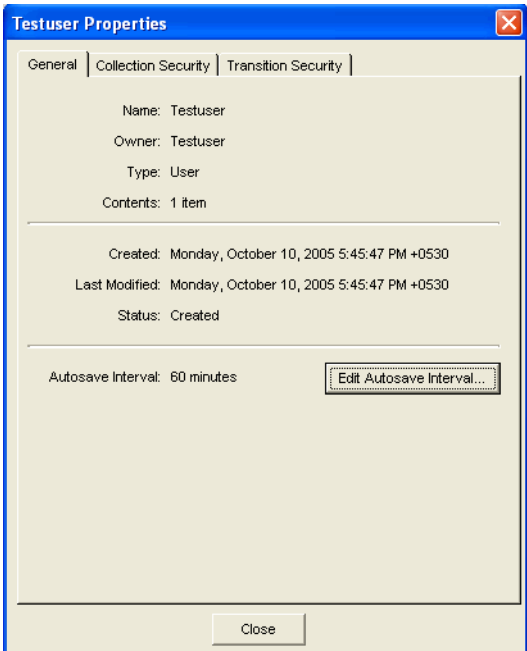 Testuser Properties
General Collection Security Transition Security
Name: Testuser
Owner: Testuser
Type: User
Contents: 1 item
Created: Monday, October 10, 2005 5:45:47 PM +0530
Last Modified: Monday, October 10, 2005 5:45:47 PM +0530
Status: Created
Autosave Interval: 60 minutes Edit Autosave Interval...
Close